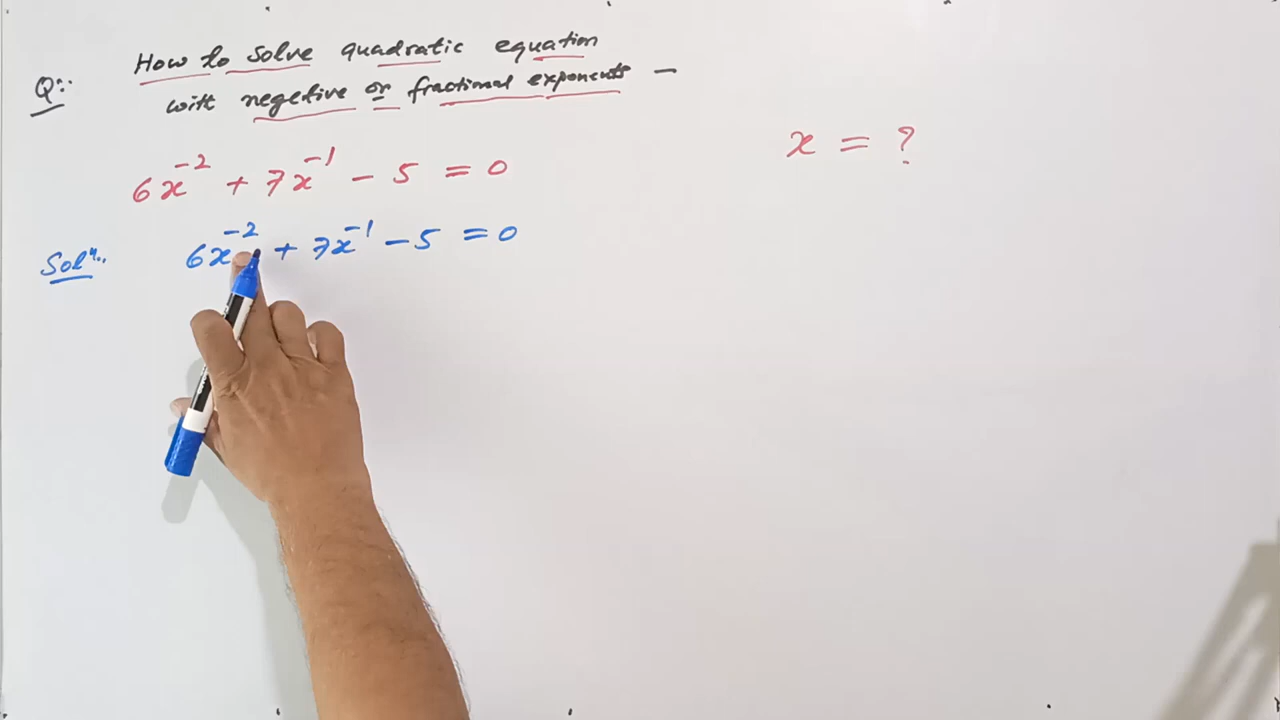 Q:- How to solve quadratic equation
with negetive or fractional exponents -
x = ?
6x⁻² + 7x⁻¹ - 5 = 0
Solⁿ:. 6x⁻² + 7x⁻¹ - 5 = 0